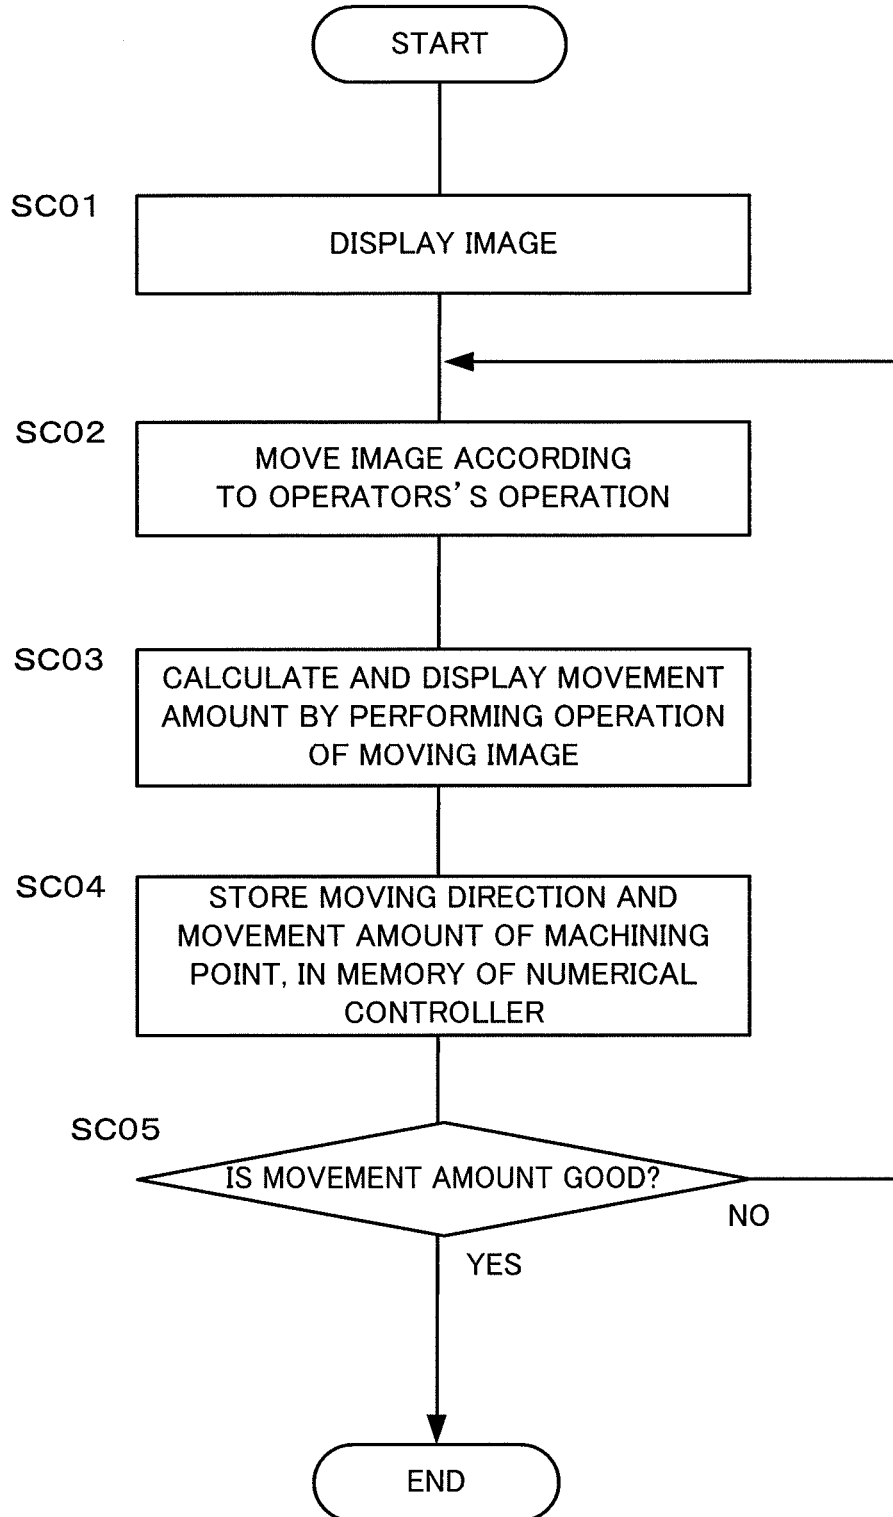 START
SC01
DISPLAY IMAGE
SC02
MOVE IMAGE ACCORDING
TO OPERATORS'S OPERATION
SC03
CALCULATE AND DISPLAY MOVEMENT
AMOUNT BY PERFORMING OPERATION
OF MOVING IMAGE
SC04
STORE MOVING DIRECTION AND
MOVEMENT AMOUNT OF MACHINING
POINT, IN MEMORY OF NUMERICAL
CONTROLLER
SC05
IS MOVEMENT AMOUNT GOOD?
NO
YES
END